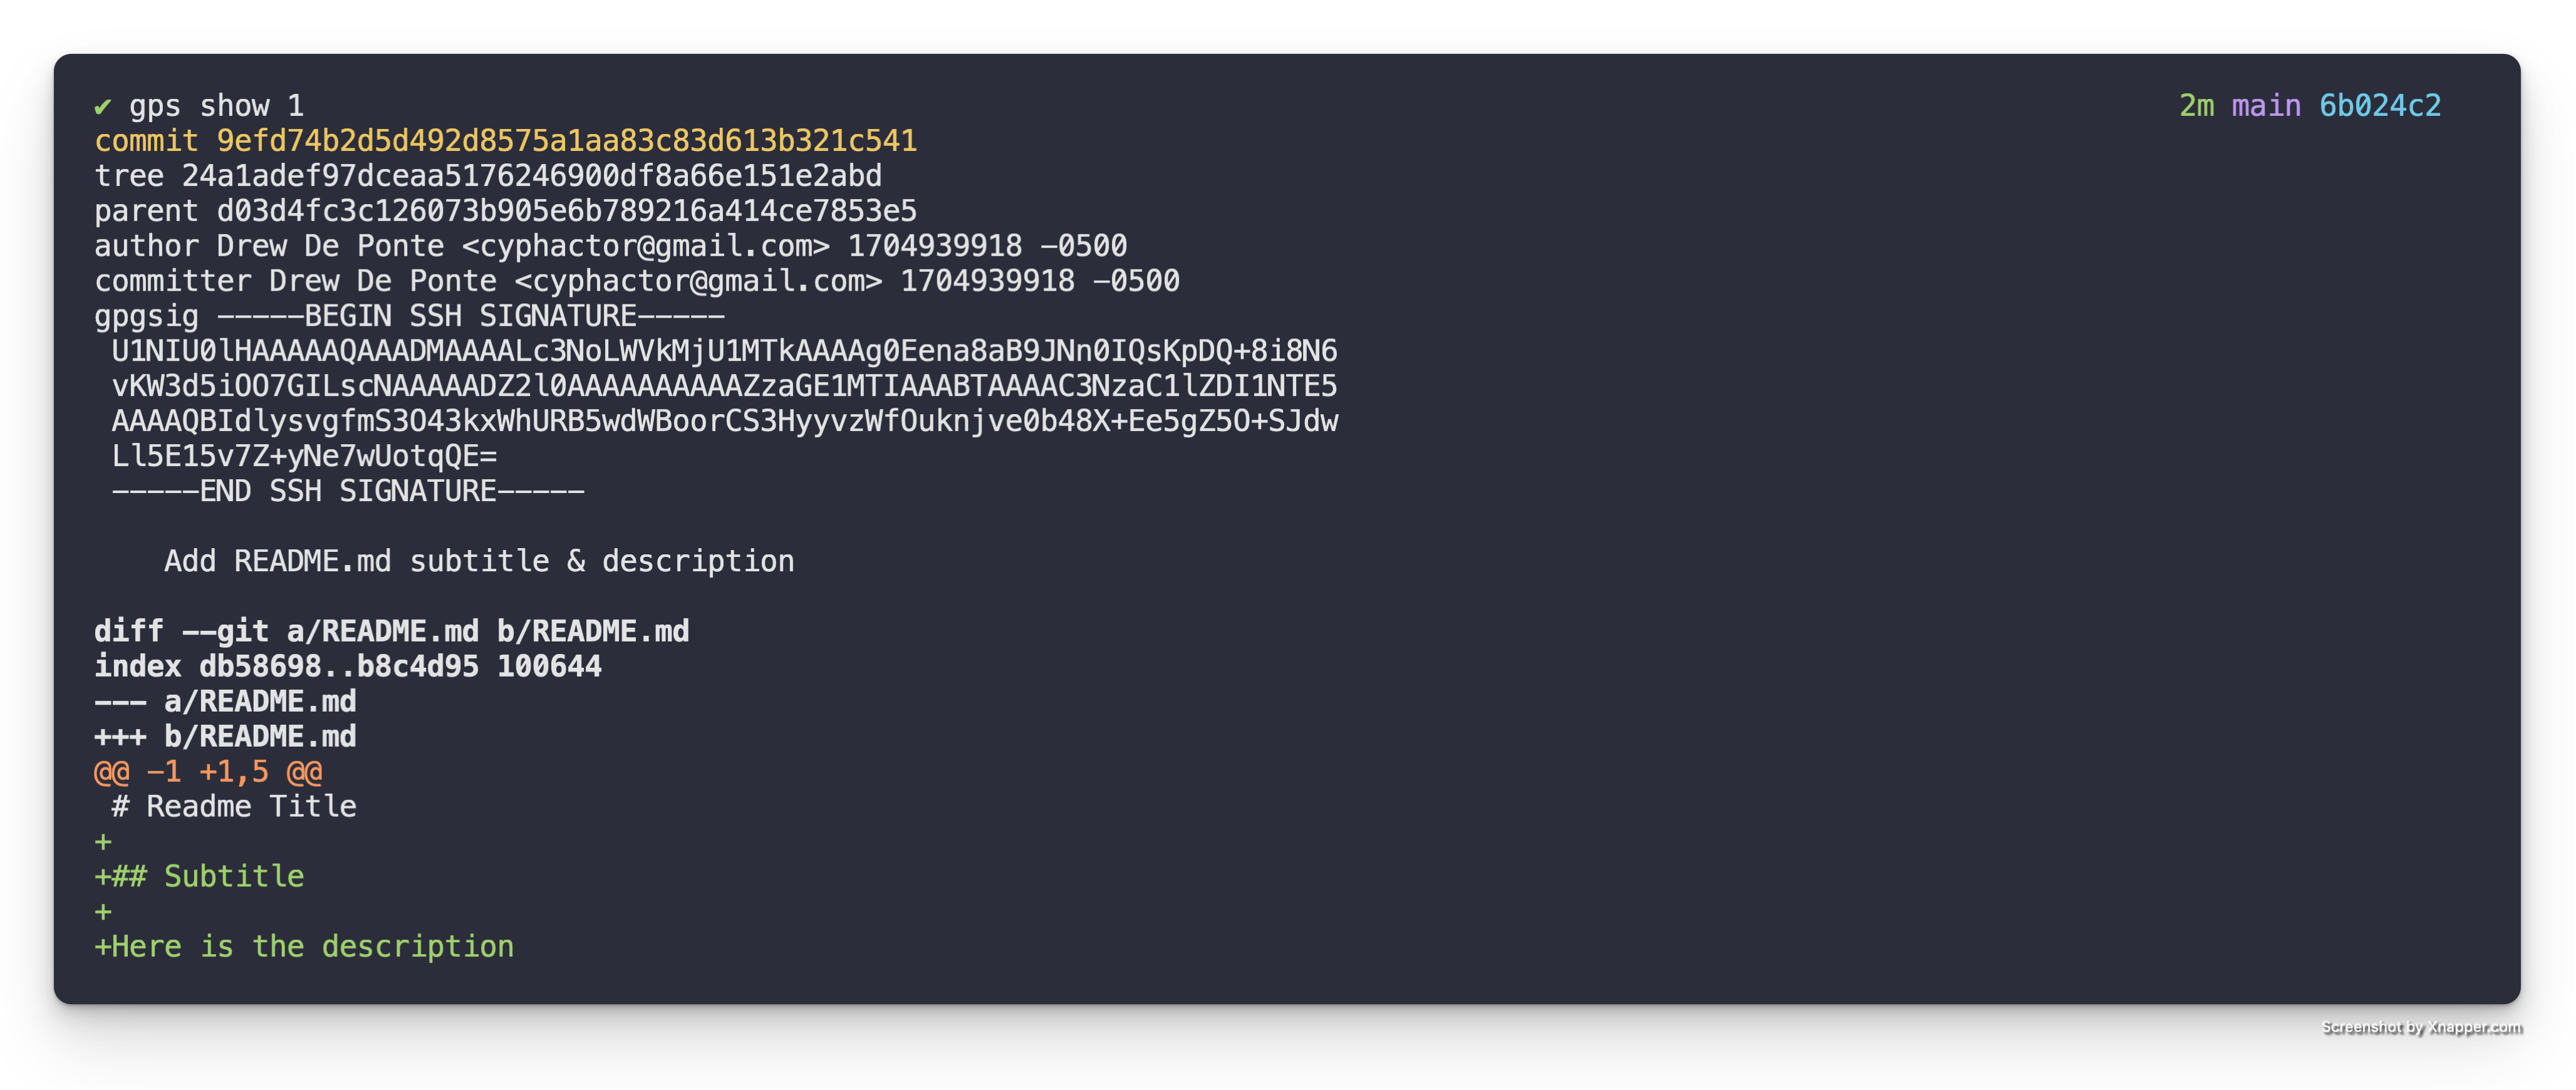 ✔ gps show 1 2m main 6b024c2
commit 9efd74b2d5d492d8575a1aa83c83d613b321c541
tree 24a1adef97dceaa5176246900df8a66e151e2abd
parent d03d4fc3c126073b905e6b789216a414ce7853e5
author Drew De Ponte <cyphactor@gmail.com> 1704939918 -0500
committer Drew De Ponte <cyphactor@gmail.com> 1704939918 -0500
gpgsig -----BEGIN SSH SIGNATURE-----
 U1NIU0lHAAAAAQAAADMAAAALc3NoLWVkMjU1MTkAAAAg0Eena8aB9JNn0IQsKpDQ+8i8N6
 vKW3d5iOO7GILscNAAAAADZ2l0AAAAAAAAAAZzaGE1MTIAAABTAAAAC3NzaC1lZDI1NTE5
 AAAAQBIdlysvgfmS3O43kxWhURB5wdWBoorCS3HyyvzWfOuknjve0b48X+Ee5gZ5O+SJdw
 Ll5E15v7Z+yNe7wUotqQE=
 -----END SSH SIGNATURE-----
    Add README.md subtitle & description
diff --git a/README.md b/README.md
index db58698..b8c4d95 100644
--- a/README.md
+++ b/README.md
@@ -1 +1,5 @@
 # Readme Title
+
+## Subtitle
+
+Here is the description
Screenshot by Xnapper.com